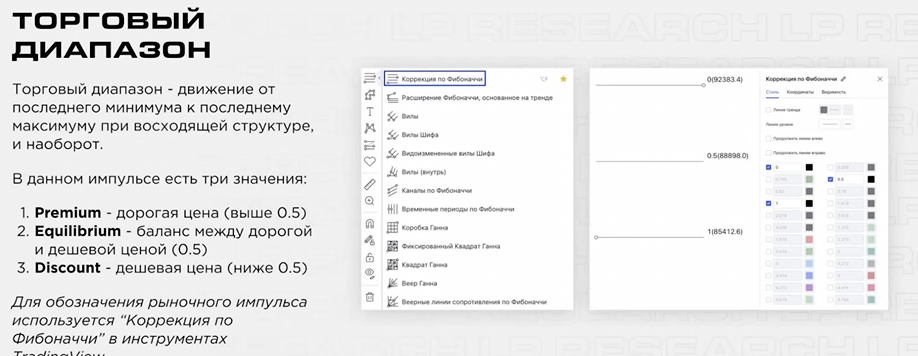 ТОРГОВЫЙ
ДИАПАЗОН
Торговый диапазон - движение от
последнего минимума к последнему
максимуму при восходящей структуре,
и наоборот.
В данном импульсе есть три значения:
1. Premium - дорогая цена (выше 0.5)
2. Equilibrium - баланс между дорогой
и дешевой ценой (0.5)
3. Discount - дешевая цена (ниже 0.5)
Для обозначения рыночного импульса
используется “Коррекция по
Фибоначчи” в инструментах
TradingView
Коррекция по Фибоначчи
Расширение Фибоначчи, основанное на тренде
Вилы
Вилы Шифа
Видоизмененные вилы Шифа
Вилы (внутрь)
Каналы по Фибоначчи
Временные периоды по Фибоначчи
Коробка Ганна
Фиксированный Квадрат Ганна
Квадрат Ганна
Веер Ганна
Веерные линии сопротивления по Фибоначчи
0(92383.4)
0.5(88898.0)
1(85412.6)
Коррекция по Фибоначчи
Стиль Координаты Видимость
Линия тренда
Линии уровня
Продолжить линии влево
Продолжить линии вправо
0
0.5
1
LP RESEARCH